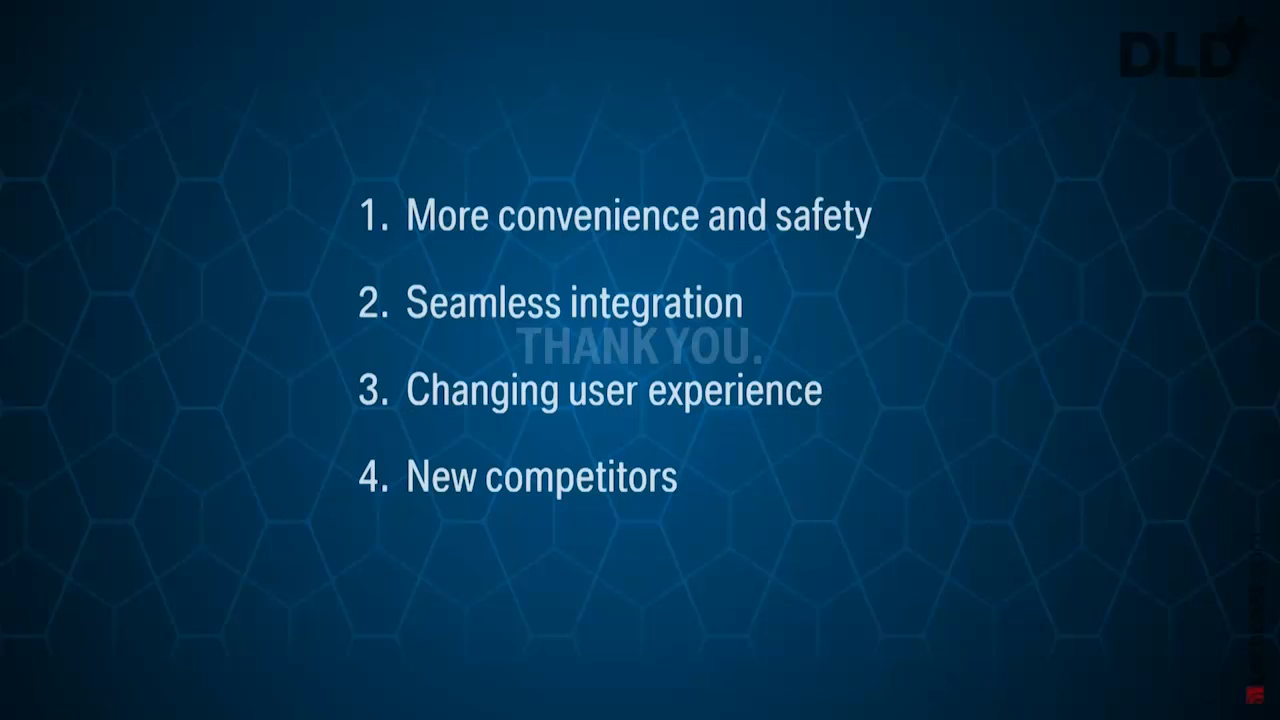 DLD
1. More convenience and safety
2. Seamless integration
THANK YOU.
3. Changing user experience
4. New competitors